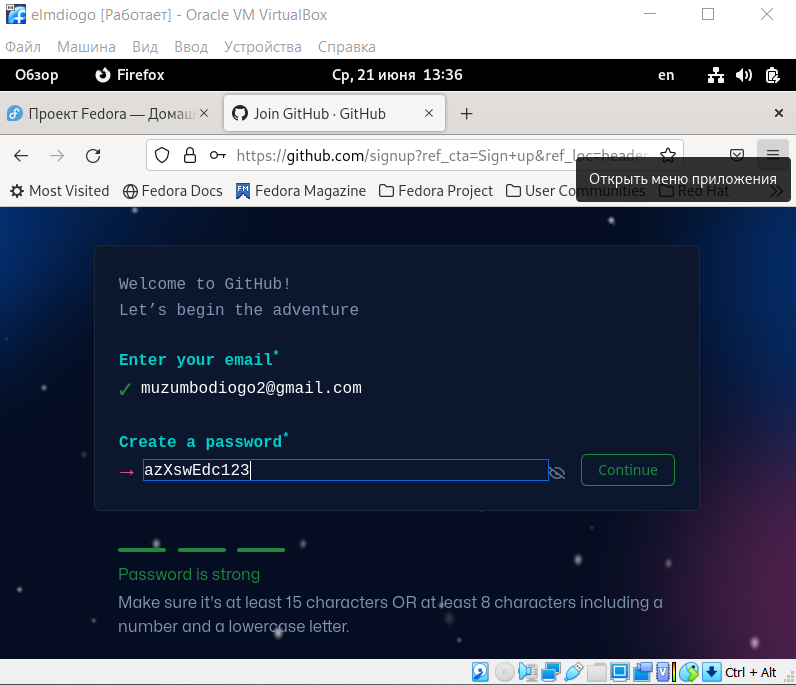 elmdiogo [Работает] - Oracle VM VirtualBox
Файл Машина Вид Ввод Устройства Справка
Обзор Firefox Ср, 21 июня 13:36 en
Проект Fedora — Домаш Join GitHub · GitHub
https://github.com/signup?ref_cta=Sign+up&ref_loc=header
Открыть меню приложения
Most Visited Fedora Docs Fedora Magazine Fedora Project User Communities Red Hat
Welcome to GitHub!
Let’s begin the adventure
Enter your email*
✓ muzumbodiogo2@gmail.com
Create a password*
→ azXswEdc123 Continue
Password is strong
Make sure it's at least 15 characters OR at least 8 characters including a
number and a lowercase letter.
Ctrl + Alt